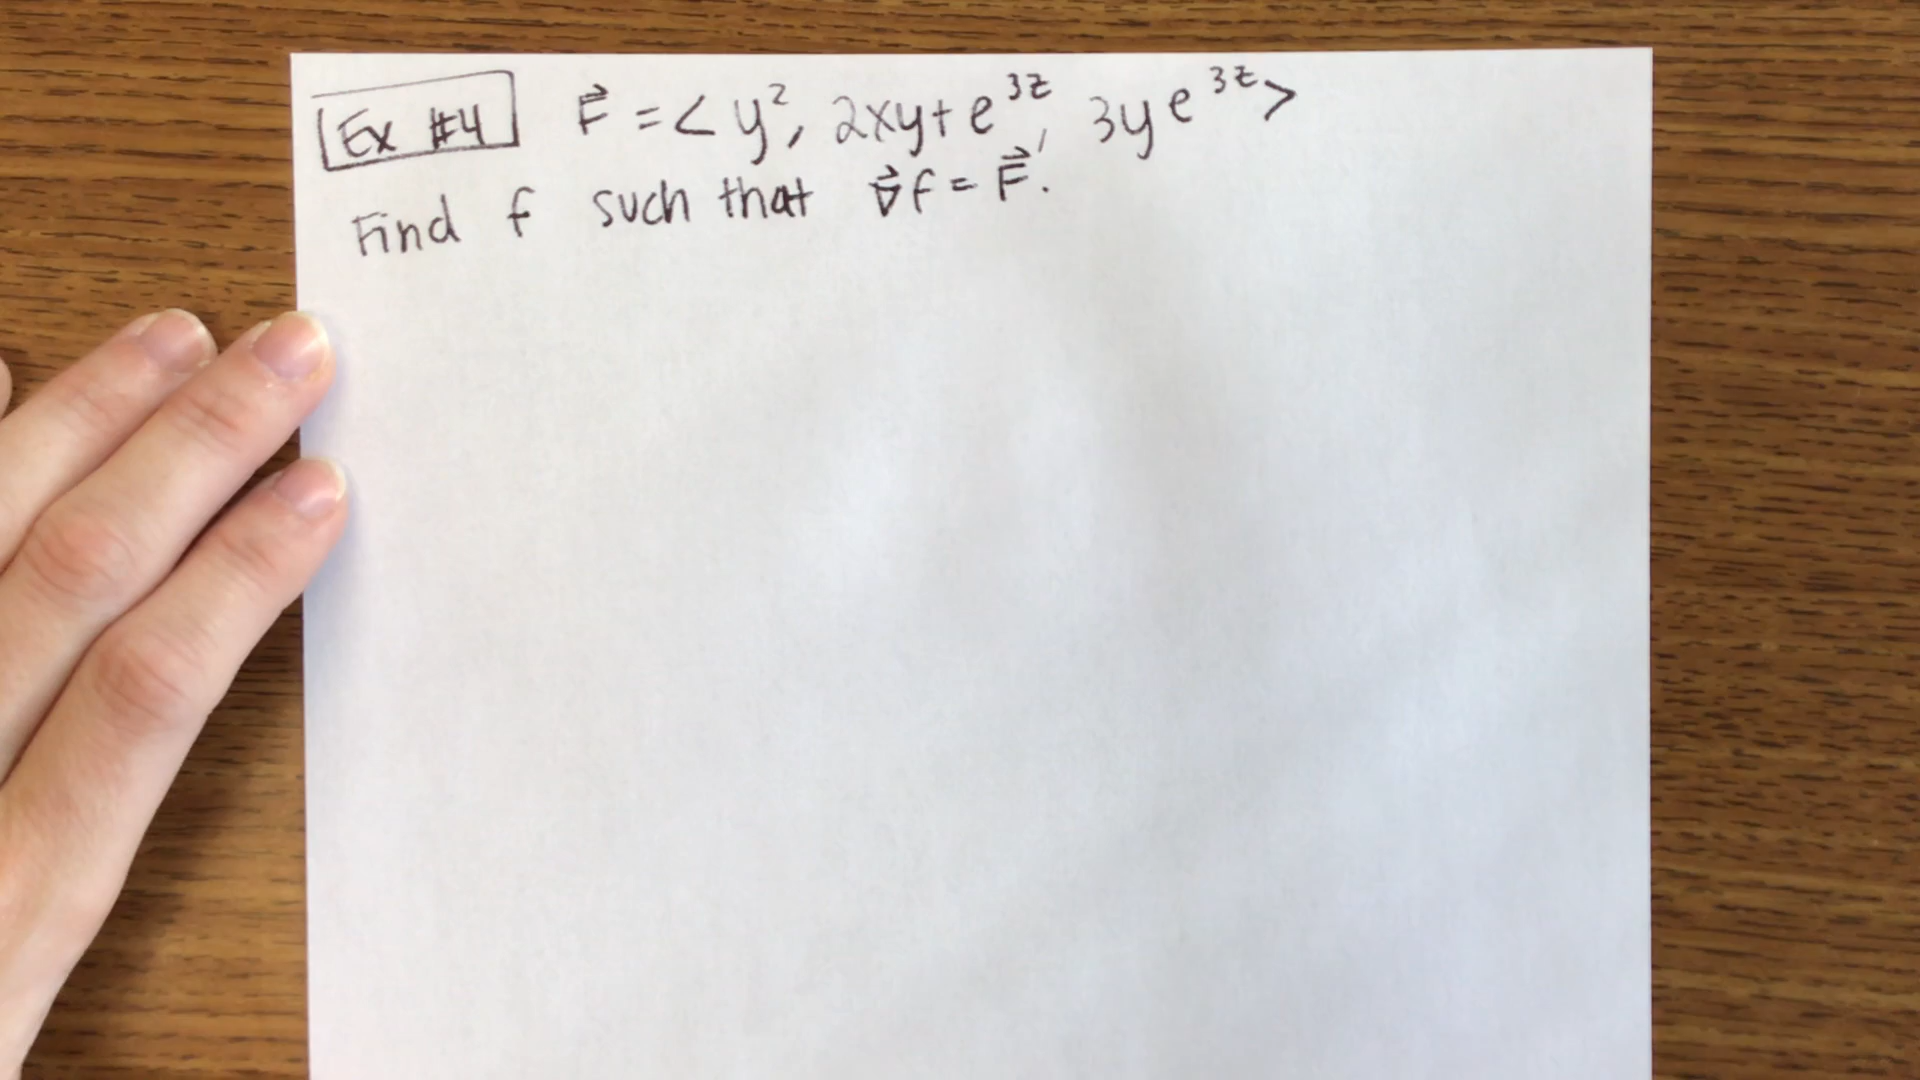 Ex #4 F⃗ = < y², 2xy + e³ᶻ, 3ye³ᶻ >
Find f such that ∇⃗f = F⃗.